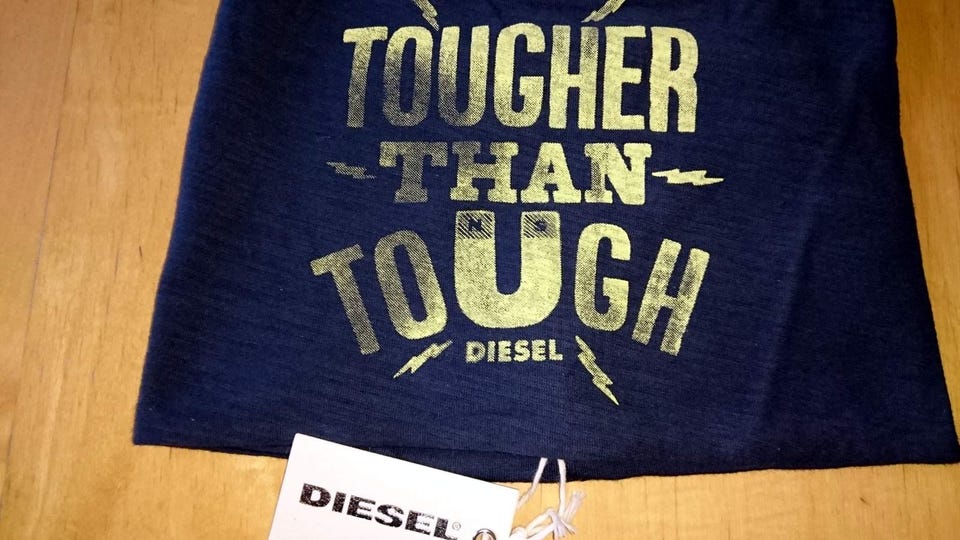 TOUGHER
THAN
TOUGH
DIESEL
DIESEL®